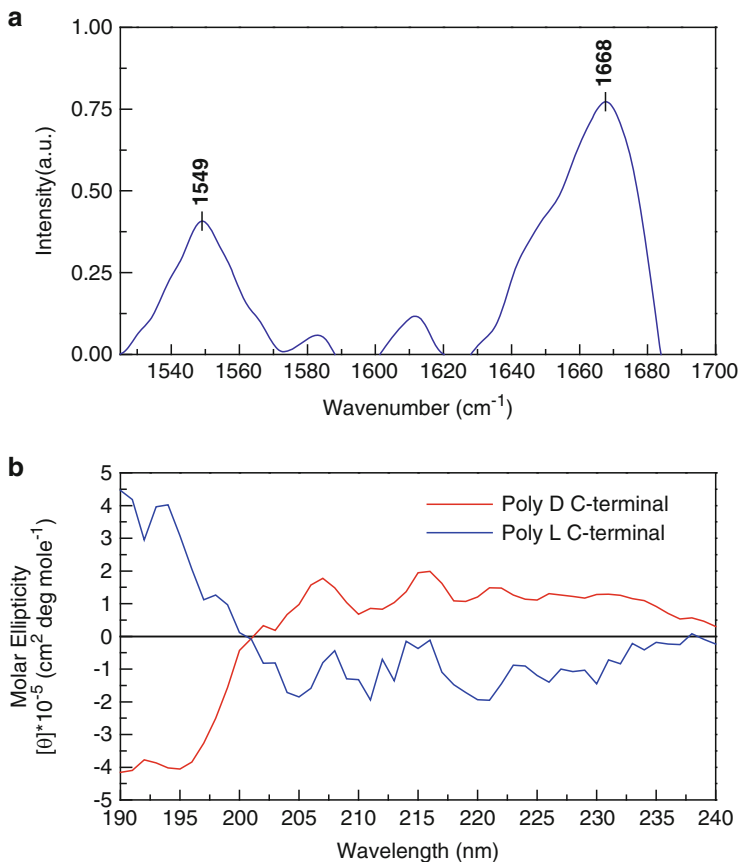 a
1.00
0.75
0.50
0.25
0.00
Intensity(a.u.)
1549
1668
1540 1560 1580 1600 1620 1640 1660 1680 1700
Wavenumber (cm⁻¹)
b
5
4
3
2
1
0
-1
-2
-3
-4
-5
Molar Ellipticity
[θ]*10⁻⁵ (cm² deg mole⁻¹)
Poly D C-terminal
Poly L C-terminal
190 195 200 205 210 215 220 225 230 235 240
Wavelength (nm)